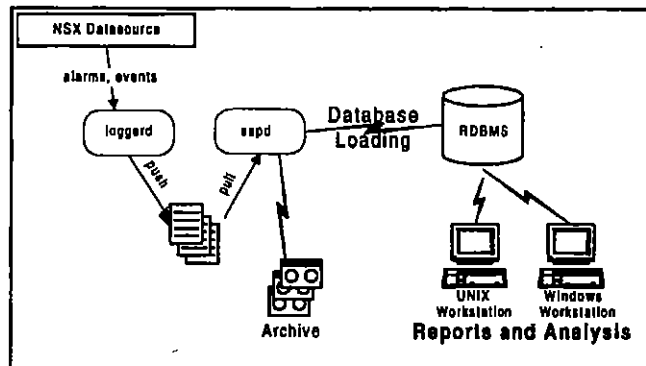 NSX Datasource
alarms, events
loggerd
sapd
push
pull
Database
Loading
RDBMS
Archive
UNIX
Workstation
Windows
Workstation
Reports and Analysis